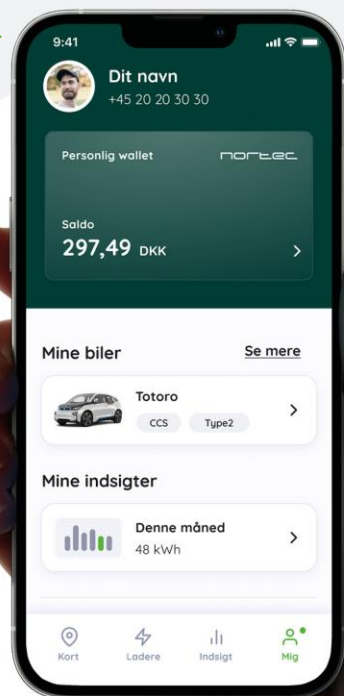 9:41
Dit navn
+45 20 20 30 30
Personlig wallet
nortec
Saldo
297,49 DKK
Mine biler
Se mere
Totoro
CCS
Type2
Mine indsigter
Denne måned
48 kWh
Kort
Ladere
Indsigt
Mig